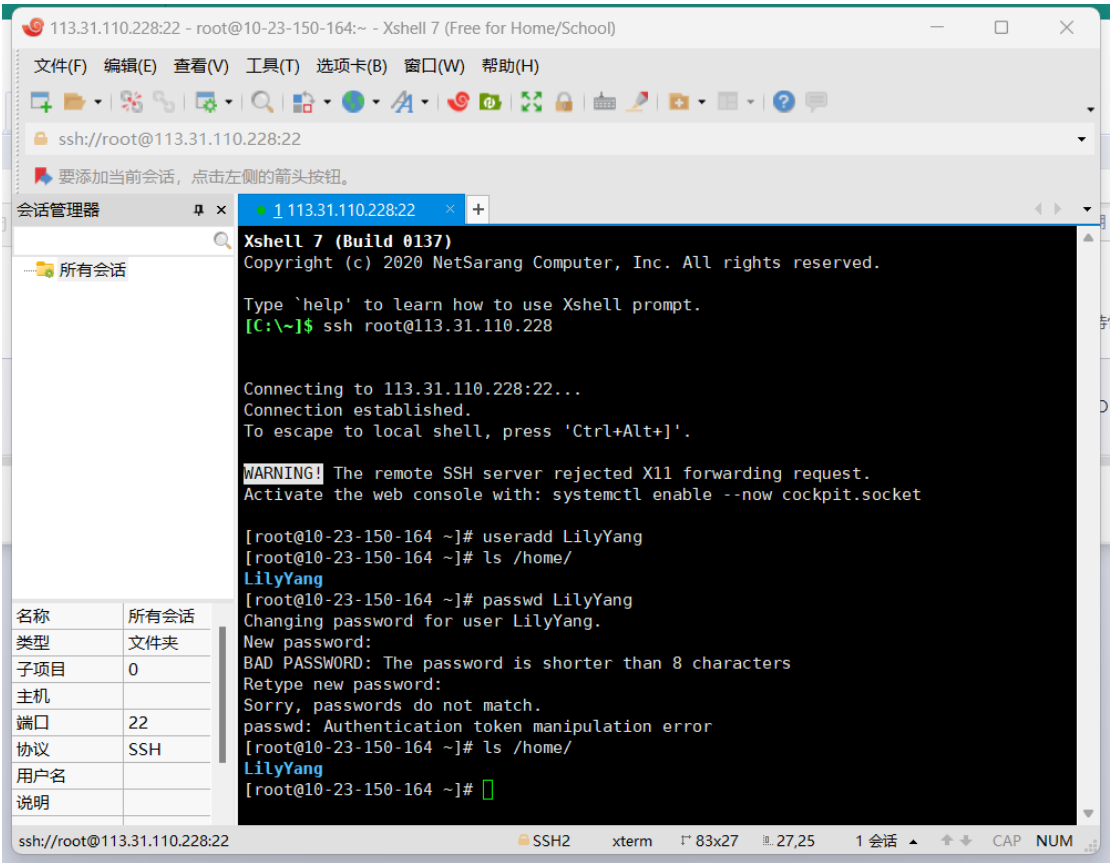 113.31.110.228:22 - root@10-23-150-164:~ - Xshell 7 (Free for Home/School)
文件(F) 编辑(E) 查看(V) 工具(T) 选项卡(B) 窗口(W) 帮助(H)
ssh://root@113.31.110.228:22
要添加当前会话，点击左侧的箭头按钮。
会话管理器
1 113.31.110.228:22
所有会话
Xshell 7 (Build 0137)
Copyright (c) 2020 NetSarang Computer, Inc. All rights reserved.
Type `help' to learn how to use Xshell prompt.
[C:\~]$ ssh root@113.31.110.228
Connecting to 113.31.110.228:22...
Connection established.
To escape to local shell, press 'Ctrl+Alt+]'.
WARNING! The remote SSH server rejected X11 forwarding request.
Activate the web console with: systemctl enable --now cockpit.socket
[root@10-23-150-164 ~]# useradd LilyYang
[root@10-23-150-164 ~]# ls /home/
LilyYang
[root@10-23-150-164 ~]# passwd LilyYang
Changing password for user LilyYang.
New password:
BAD PASSWORD: The password is shorter than 8 characters
Retype new password:
Sorry, passwords do not match.
passwd: Authentication token manipulation error
[root@10-23-150-164 ~]# ls /home/
LilyYang
[root@10-23-150-164 ~]#
名称 所有会话
类型 文件夹
子项目 0
主机
端口 22
协议 SSH
用户名
说明
ssh://root@113.31.110.228:22 SSH2 xterm 83x27 27,25 1 会话 CAP NUM